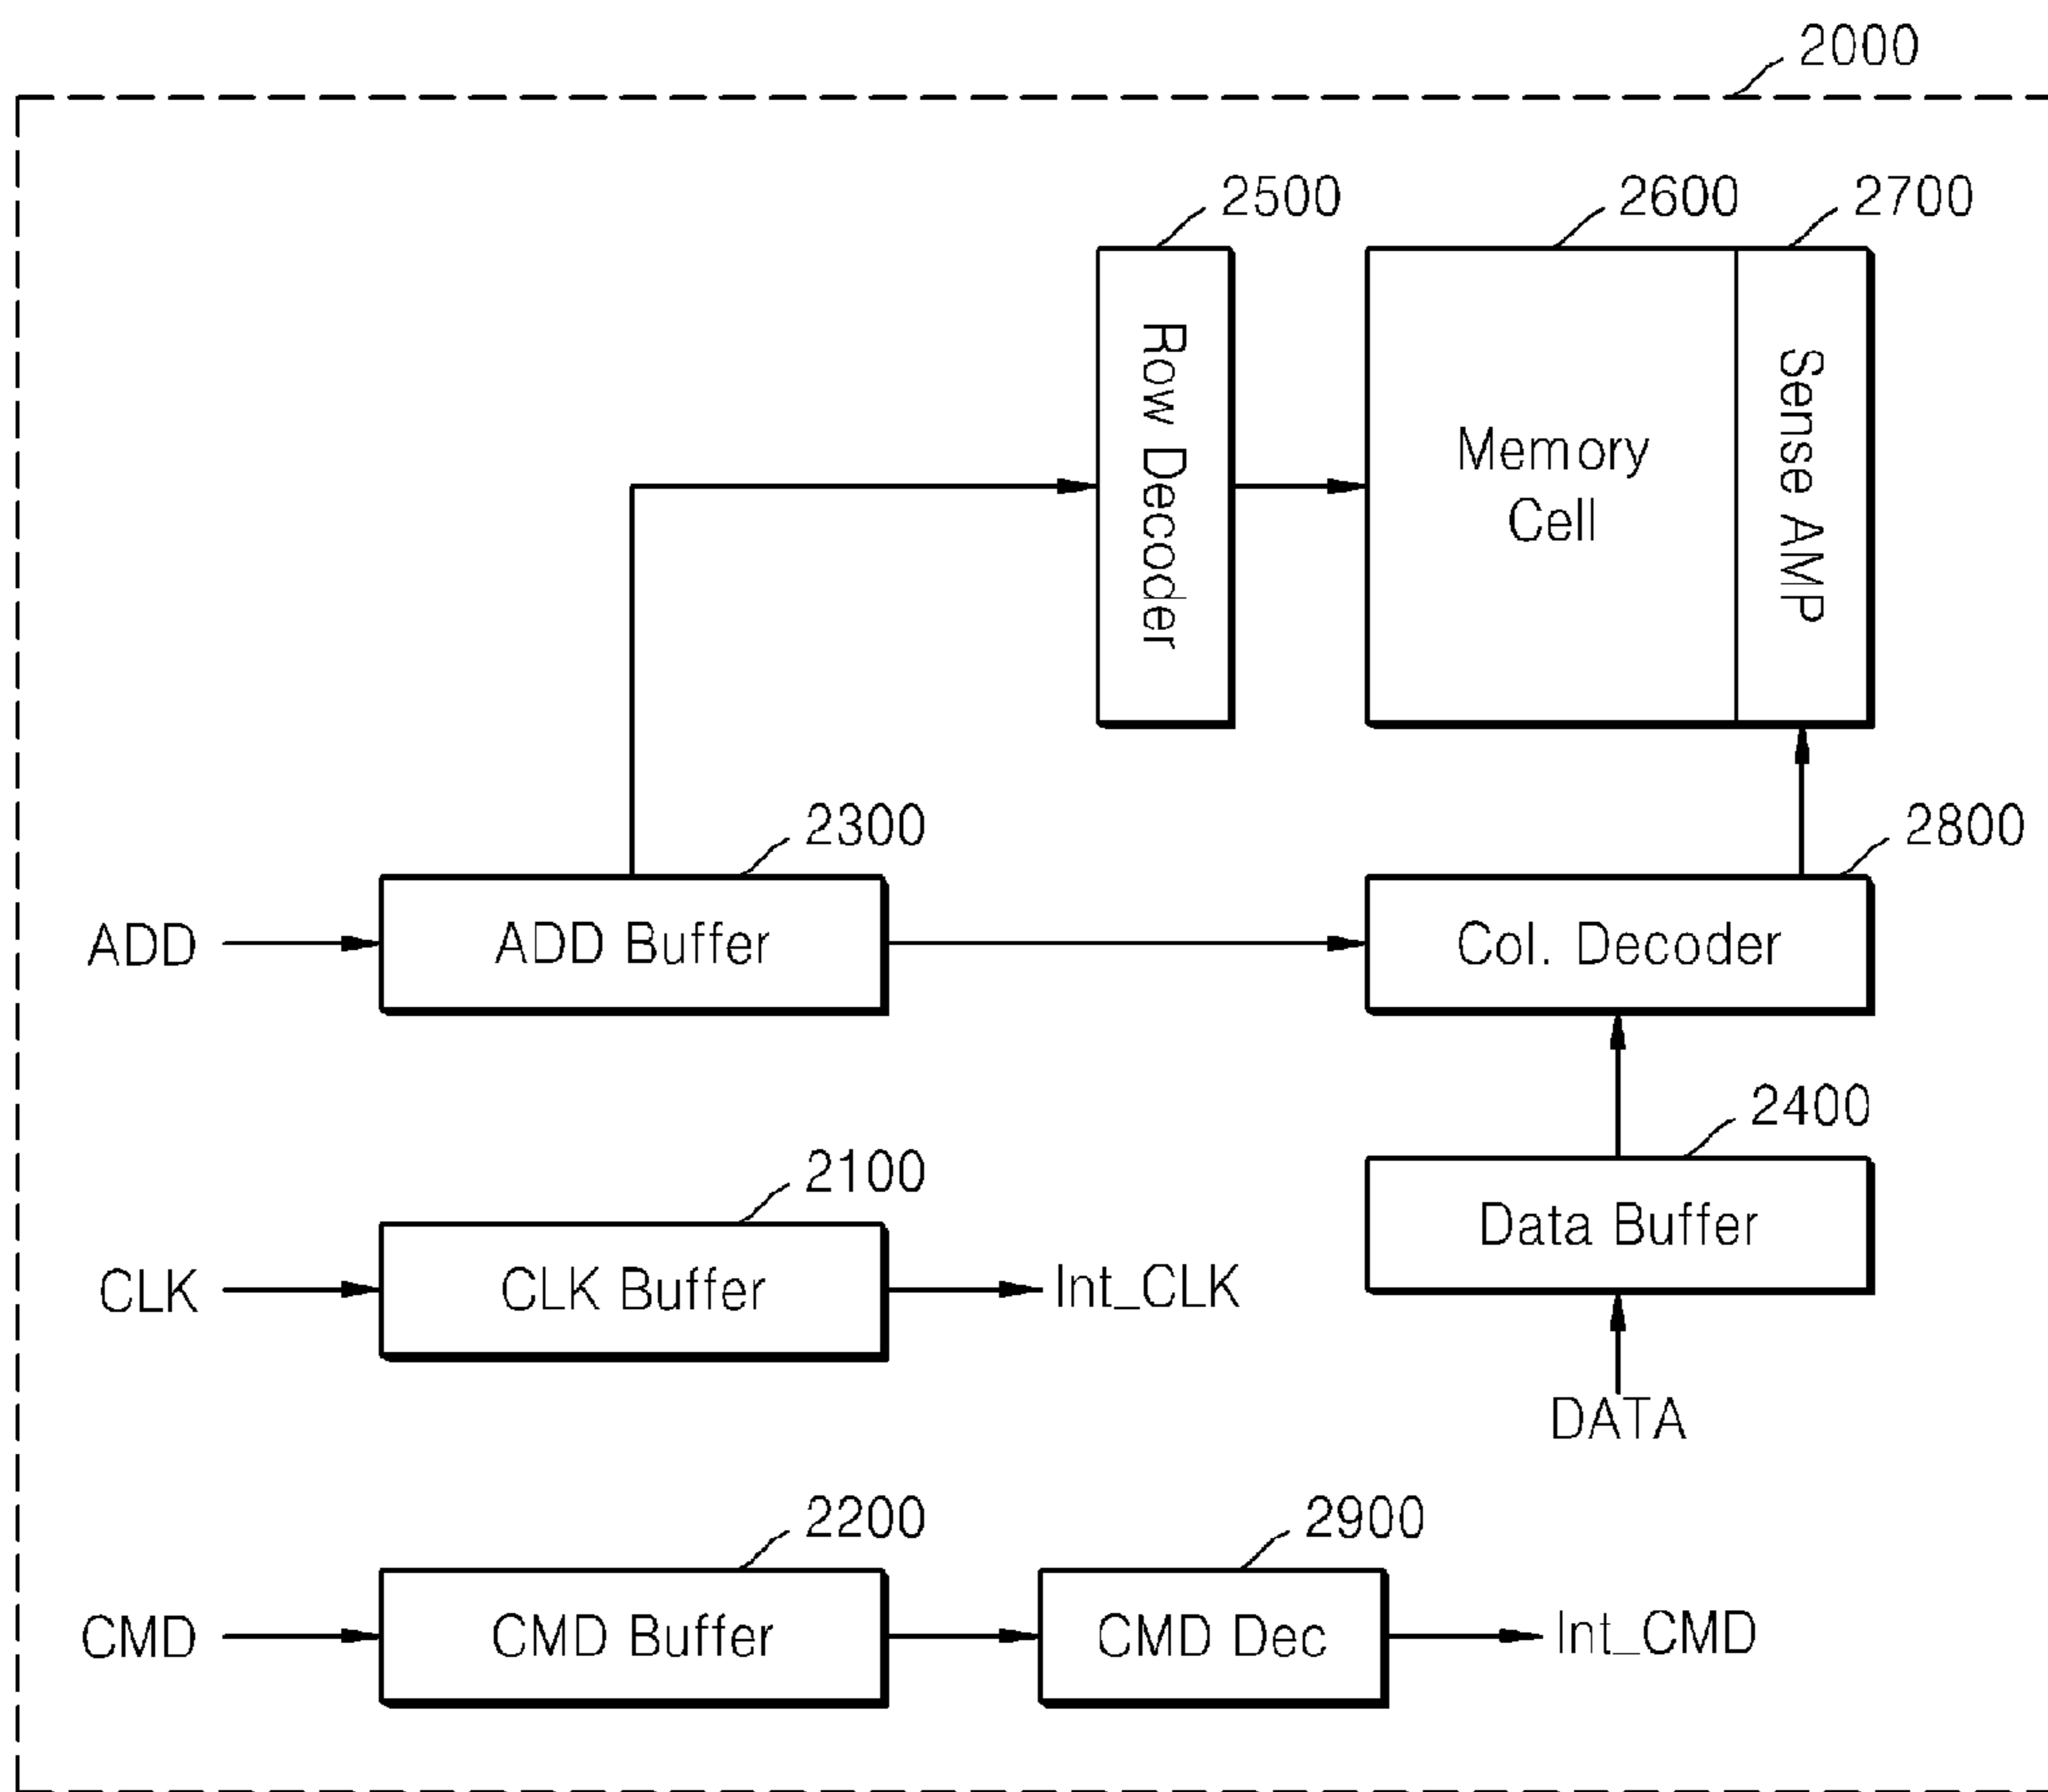 2000
2500
2600
2700
Row Decoder
Memory
Cell
Sense AMP
2300
2800
ADD
ADD Buffer
Col. Decoder
2400
2100
Data Buffer
CLK
CLK Buffer
Int_CLK
DATA
2200
2900
CMD
CMD Buffer
CMD Dec
Int_CMD